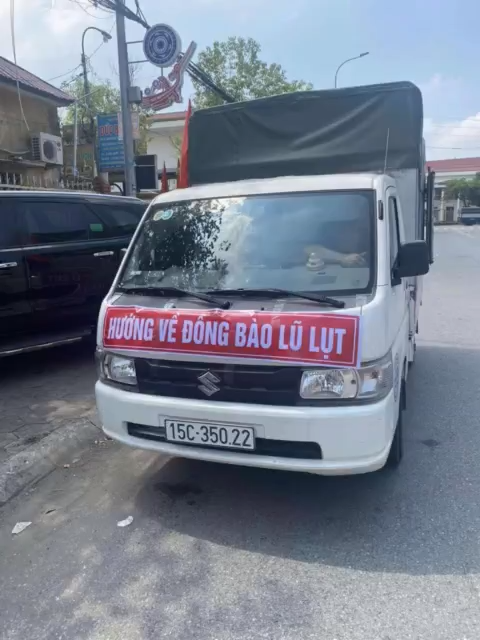 HƯỚNG VỀ ĐỒNG BÀO LŨ LỤT
15C-350.22